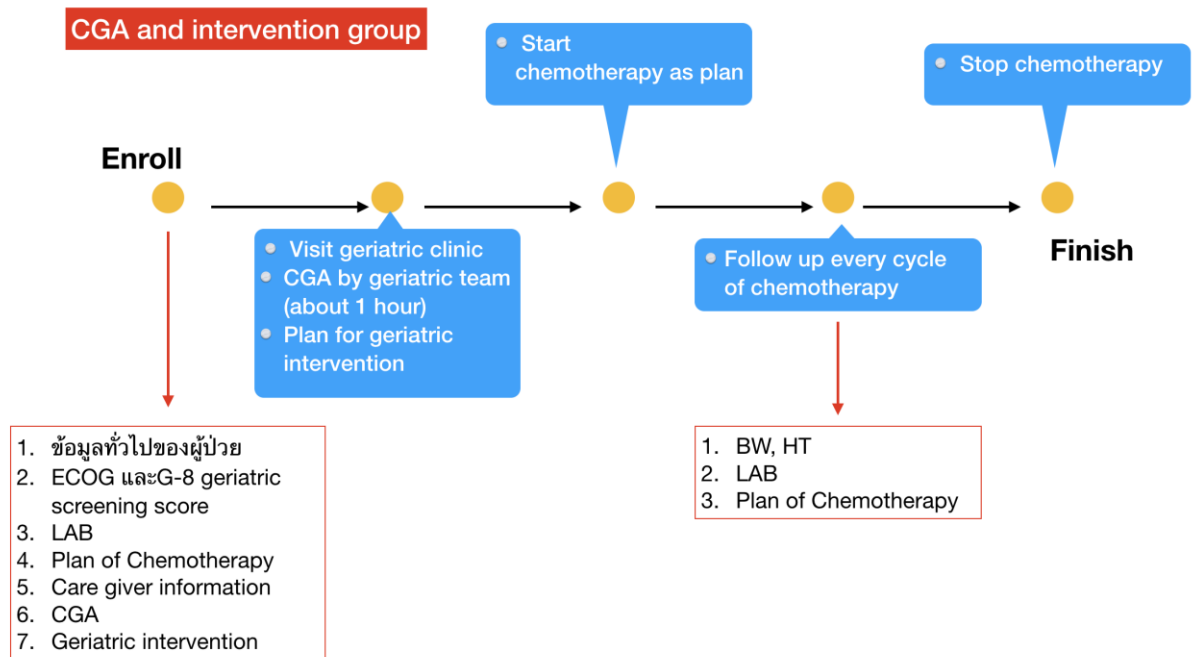 CGA and intervention group
Start
chemotherapy as plan
Stop chemotherapy
Enroll
Visit geriatric clinic
CGA by geriatric team
(about 1 hour)
Plan for geriatric
intervention
Follow up every cycle
of chemotherapy
Finish
1. ข้อมูลทั่วไปของผู้ป่วย
2. ECOG และG-8 geriatric
screening score
3. LAB
4. Plan of Chemotherapy
5. Care giver information
6. CGA
7. Geriatric intervention
1. BW, HT
2. LAB
3. Plan of Chemotherapy